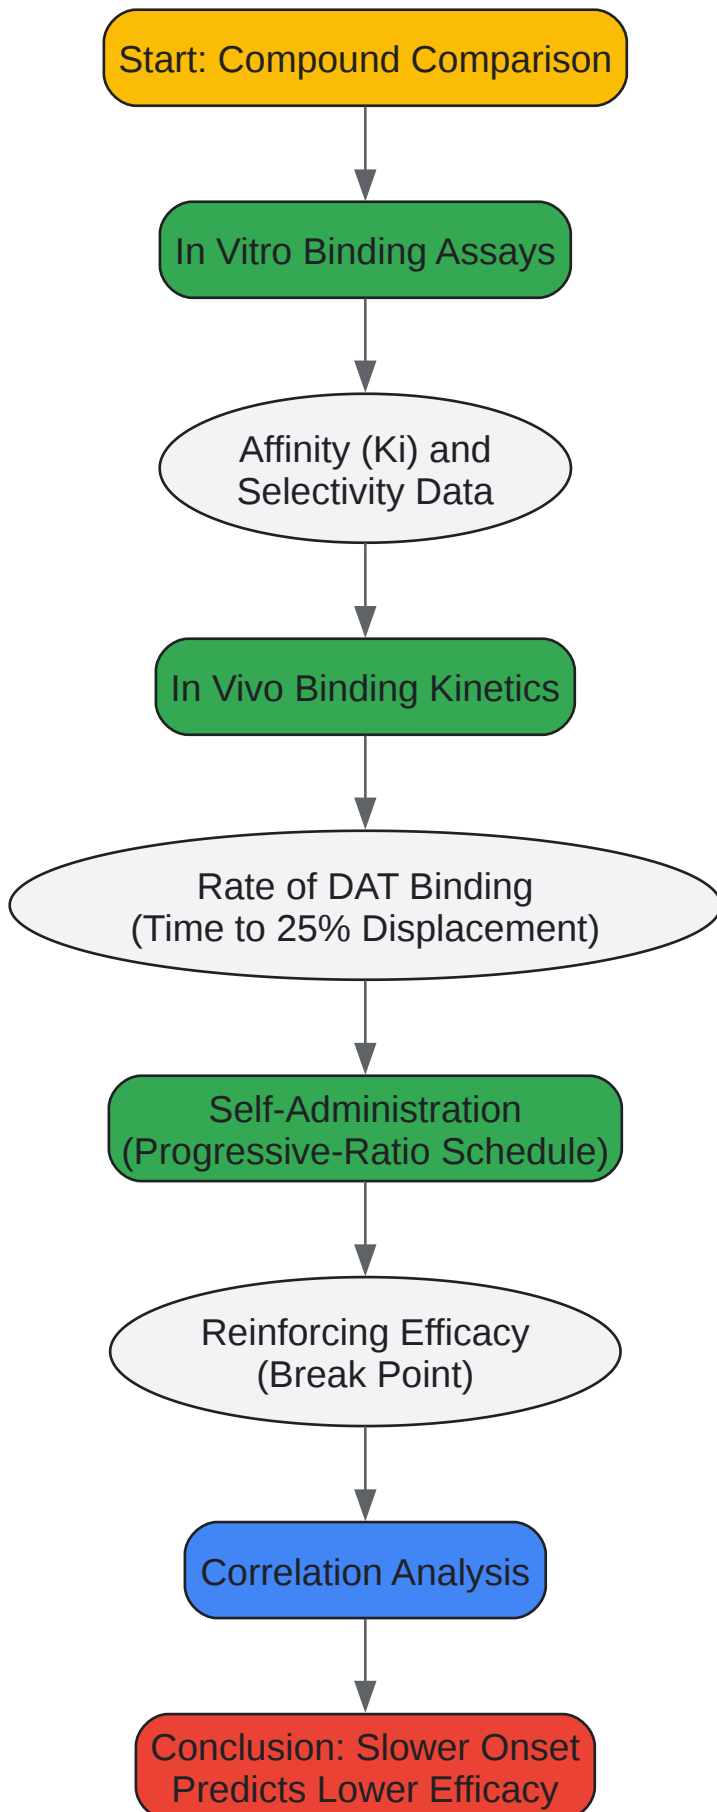 Start: Compound Comparison
In Vitro Binding Assays
Affinity (Ki) and
Selectivity Data
In Vivo Binding Kinetics
Rate of DAT Binding
(Time to 25% Displacement)
Self-Administration
(Progressive-Ratio Schedule)
Reinforcing Efficacy
(Break Point)
Correlation Analysis
Conclusion: Slower Onset
Predicts Lower Efficacy